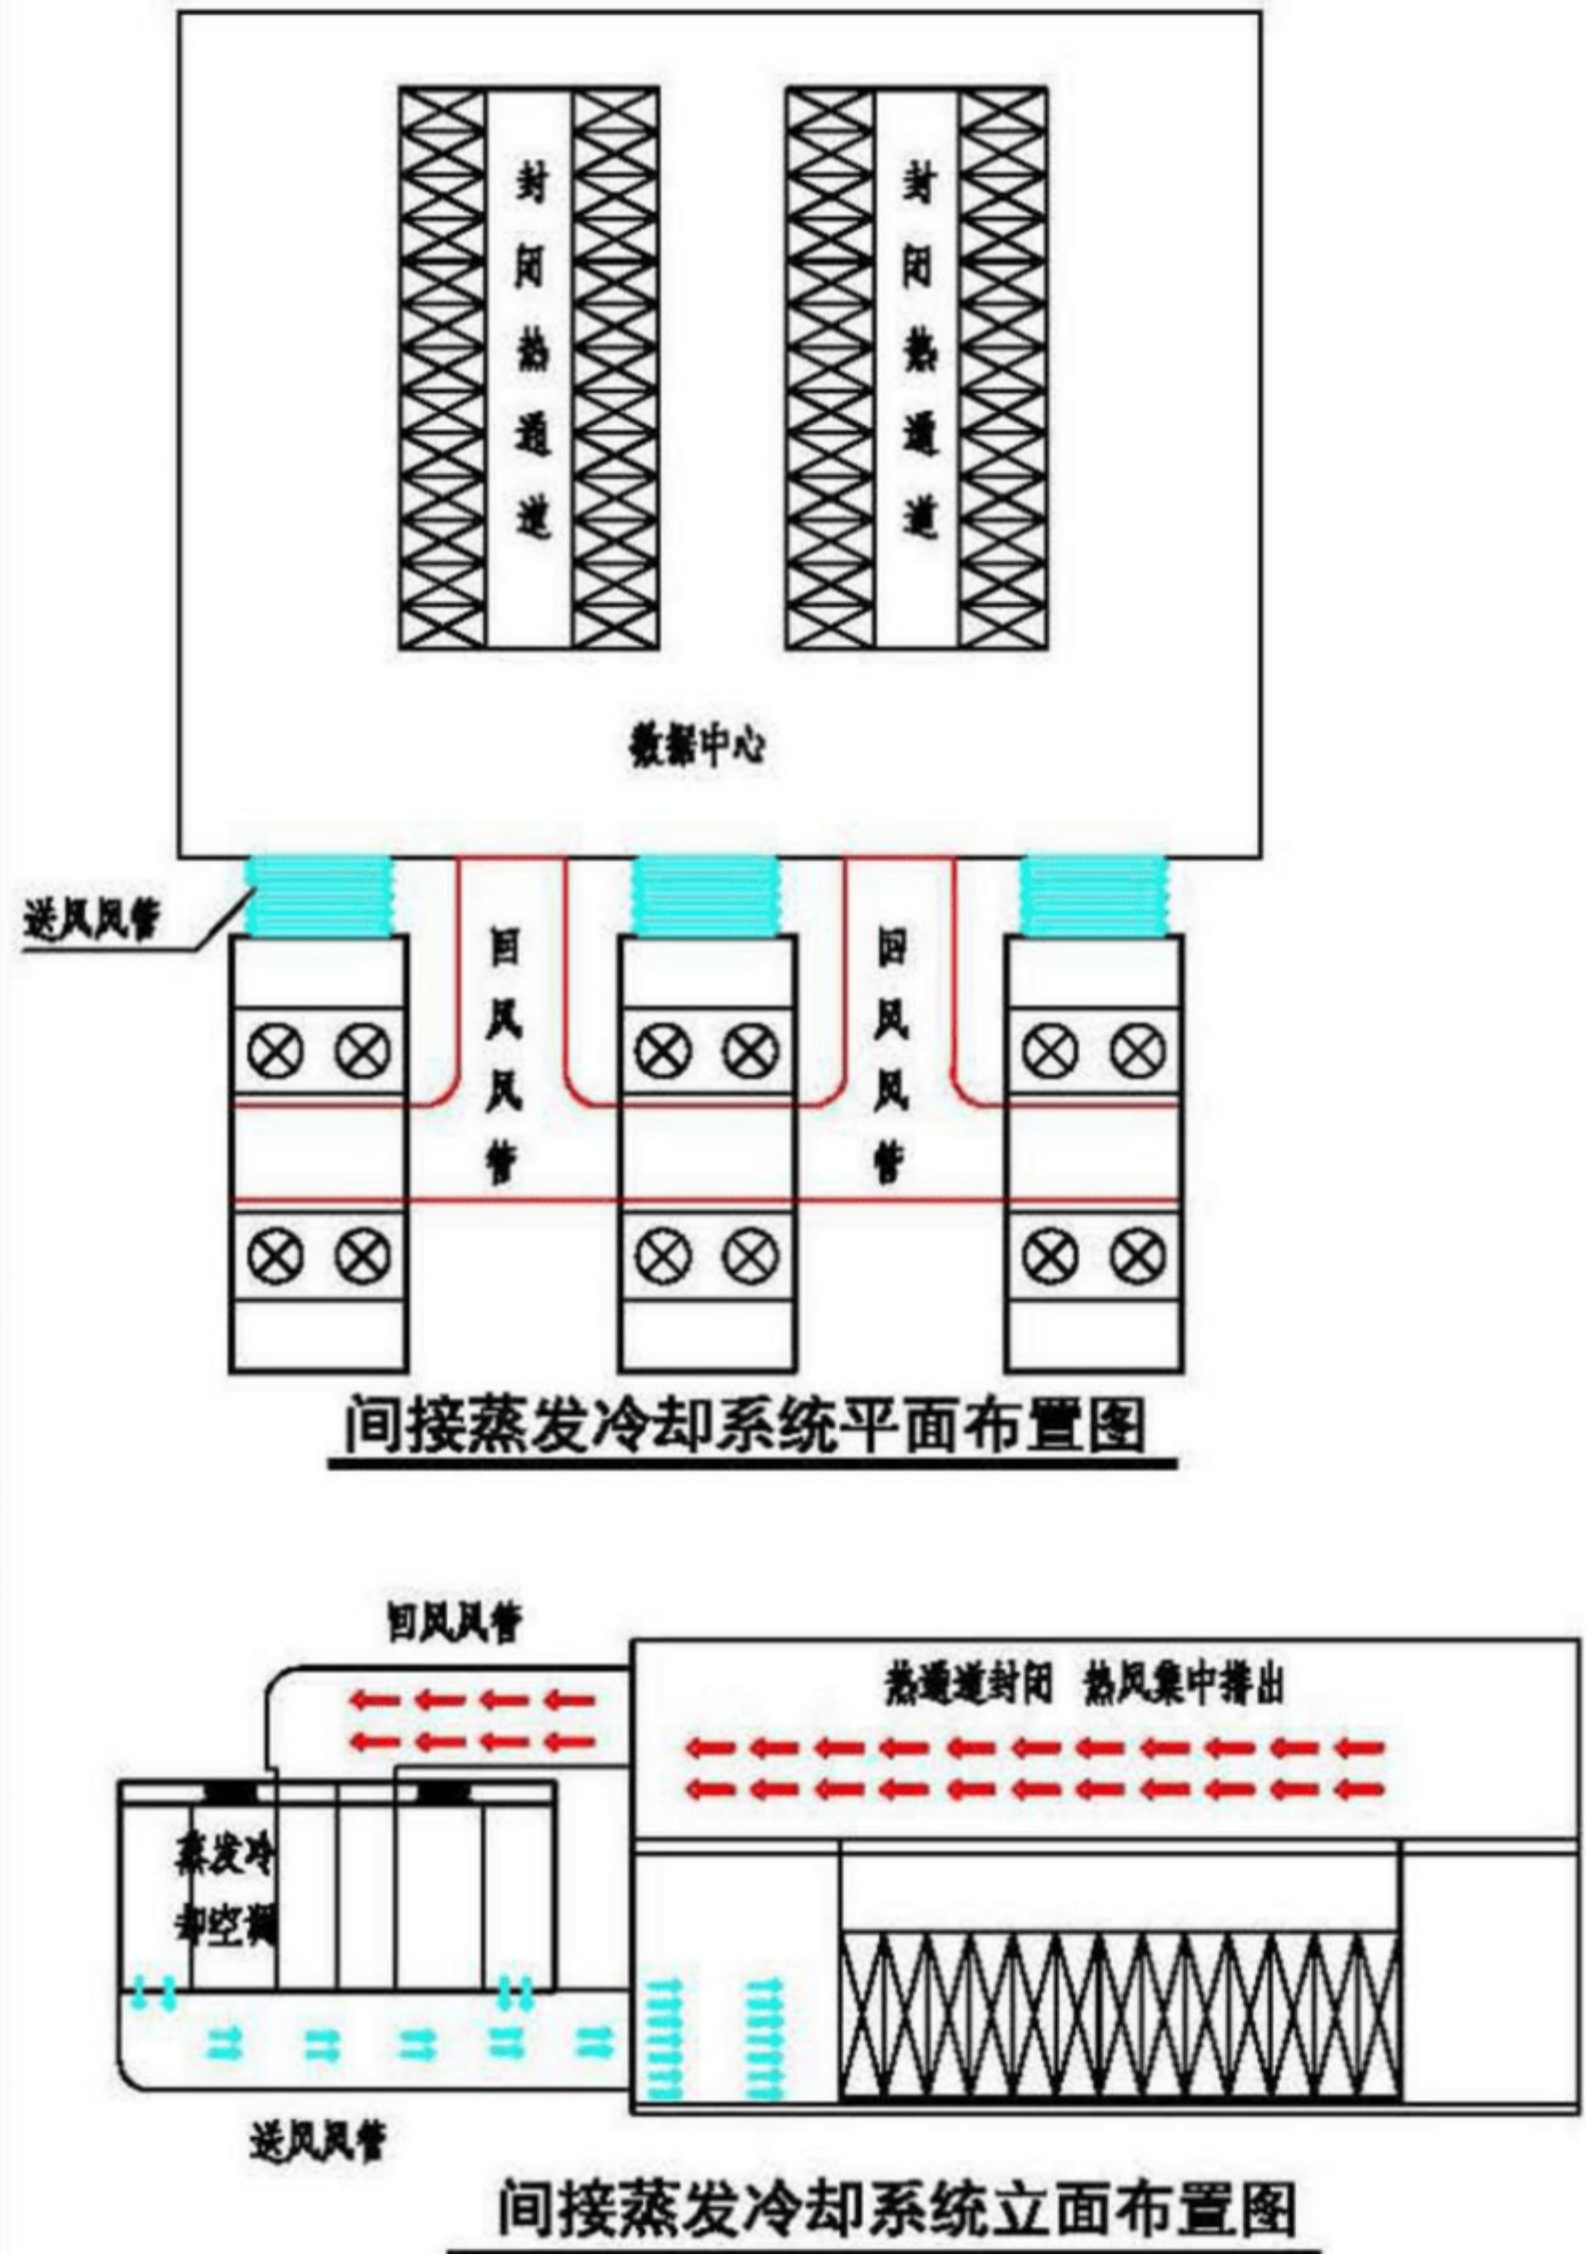 封闭热通道
封闭热通道
数据中心
送风风管
回风风管
回风风管
间接蒸发冷却系统平面布置图
回风风管
热通道封闭 热风集中排出
蒸发冷
却空调
送风风管
间接蒸发冷却系统立面布置图